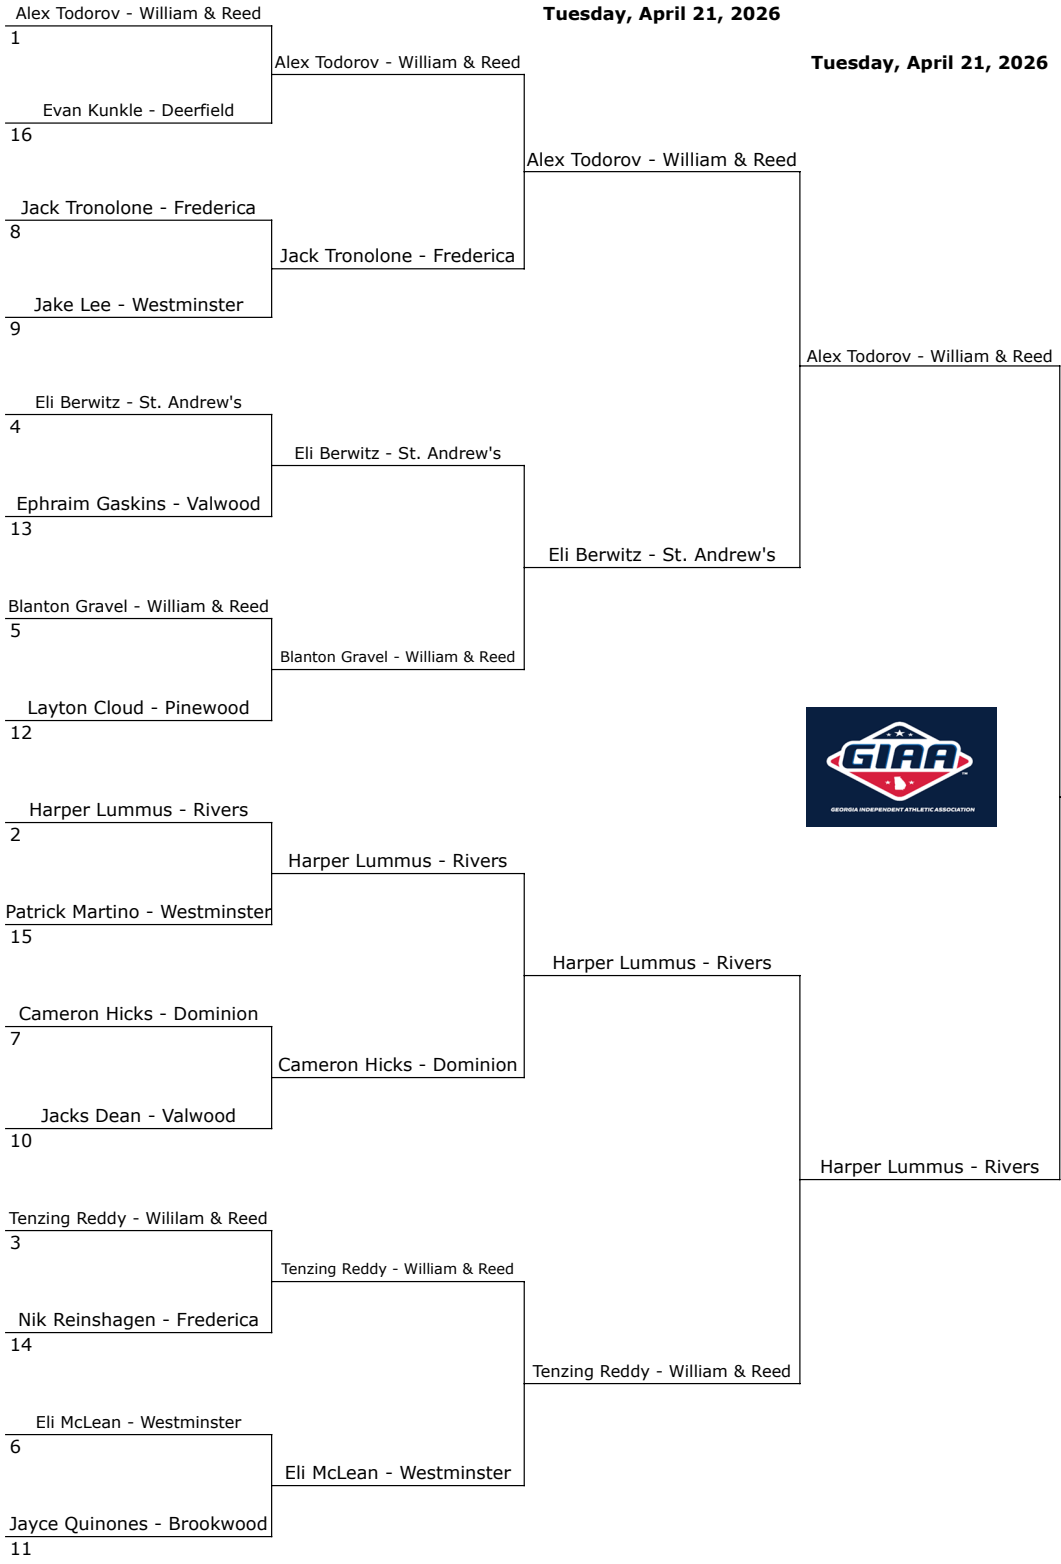 Alex Todorov - William & Reed
Tuesday, April 21, 2026
1
Alex Todorov - William & Reed
Tuesday, April 21, 2026
Evan Kunkle - Deerfield
16
Alex Todorov - William & Reed
Jack Tronolone - Frederica
8
Jack Tronolone - Frederica
Jake Lee - Westminster
9
Alex Todorov - William & Reed
Eli Berwitz - St. Andrew's
4
Eli Berwitz - St. Andrew's
Ephraim Gaskins - Valwood
13
Eli Berwitz - St. Andrew's
Blanton Gravel - William & Reed
5
Blanton Gravel - William & Reed
Layton Cloud - Pinewood
12
GIAA
TM
GEORGIA INDEPENDENT ATHLETIC ASSOCIATION
Harper Lummus - Rivers
2
Harper Lummus - Rivers
Patrick Martino - Westminster
15
Harper Lummus - Rivers
Cameron Hicks - Dominion
7
Cameron Hicks - Dominion
Jacks Dean - Valwood
10
Harper Lummus - Rivers
Tenzing Reddy - Wililam & Reed
3
Tenzing Reddy - William & Reed
Nik Reinshagen - Frederica
14
Tenzing Reddy - William & Reed
Eli McLean - Westminster
6
Eli McLean - Westminster
Jayce Quinones - Brookwood
11